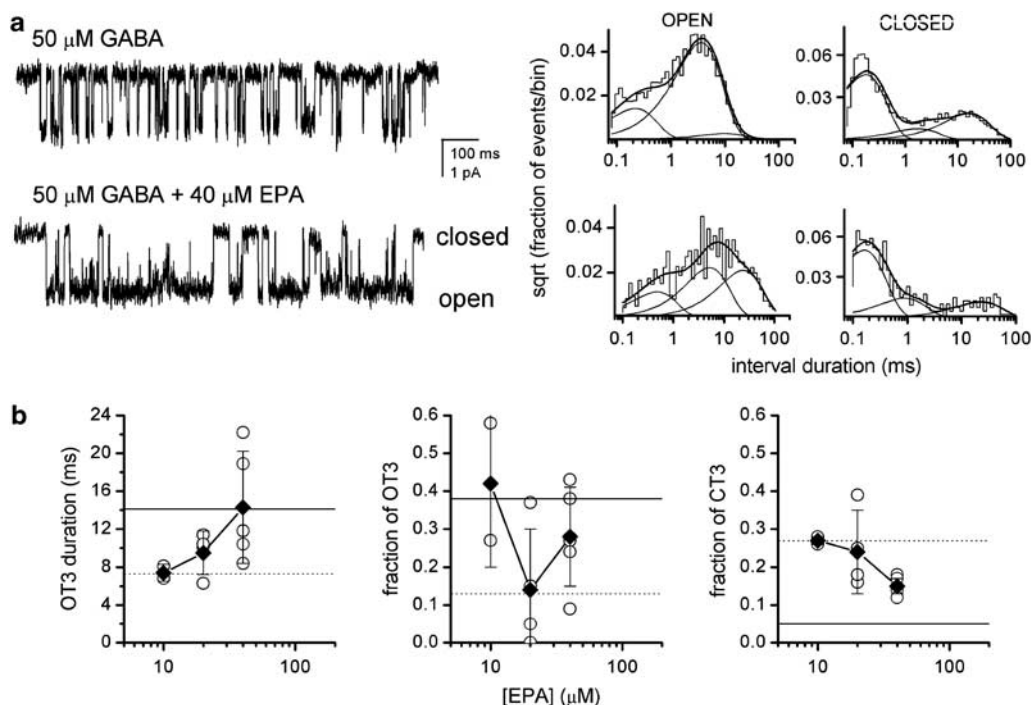 a
50 μM GABA
100 ms
1 pA
50 μM GABA + 40 μM EPA
closed
open
OPEN
CLOSED
sqrt (fraction of events/bin)
0.04
0.02
0.1 1 10 100
0.06
0.03
0.1 1 10 100
0.04
0.02
0.1 1 10 100
0.06
0.03
0.1 1 10 100
interval duration (ms)
b
OT3 duration (ms)
24
20
16
12
8
4
0
10 100
fraction of OT3
0.6
0.5
0.4
0.3
0.2
0.1
0.0
10 100
[EPA] (μM)
fraction of CT3
0.6
0.5
0.4
0.3
0.2
0.1
0.0
10 100